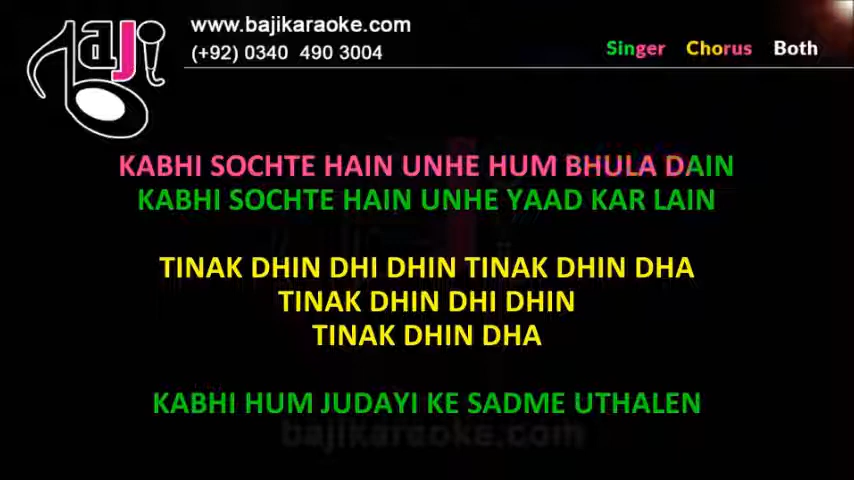 www.bajikaraoke.com
(+92) 0340 490 3004
Baji
Singer Chorus Both
KABHI SOCHTE HAIN UNHE HUM BHULA DAIN
KABHI SOCHTE HAIN UNHE YAAD KAR LAIN
TINAK DHIN DHI DHIN TINAK DHIN DHA
TINAK DHIN DHI DHIN
TINAK DHIN DHA
KABHI HUM JUDAYI KE SADME UTHALEN
bajikaraoke.com